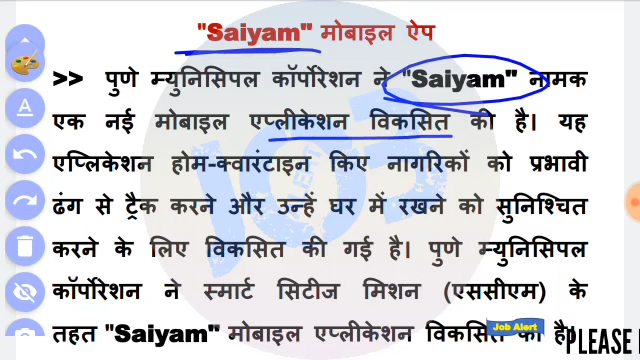 "Saiyam" मोबाइल ऐप
>> पुणे म्युनिसिपल कॉर्पोरेशन ने "Saiyam" नामक
एक नई मोबाइल एप्लीकेशन विकसित की है। यह
एप्लिकेशन होम-क्वारंटाइन किए नागरिकों को प्रभावी
ढंग से ट्रैक करने और उन्हें घर में रखने को सुनिश्चित
करने के लिए विकसित की गई है। पुणे म्युनिसिपल
कॉर्पोरेशन ने स्मार्ट सिटीज मिशन (एससीएम) के
तहत "Saiyam" मोबाइल एप्लीकेशन विकसित की है।
Job Alert
PLEASE